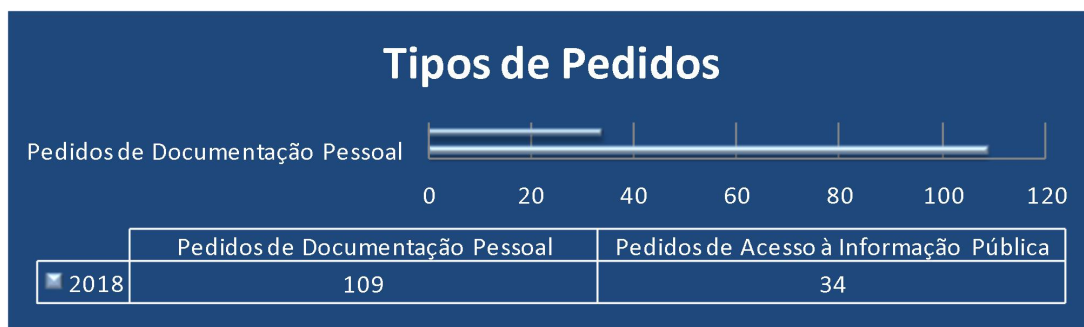 Tipos de Pedidos
Pedidos de Documentação Pessoal
0 20 40 60 80 100 120
Pedidos de Documentação Pessoal Pedidos de Acesso à Informação Pública
2018 109 34